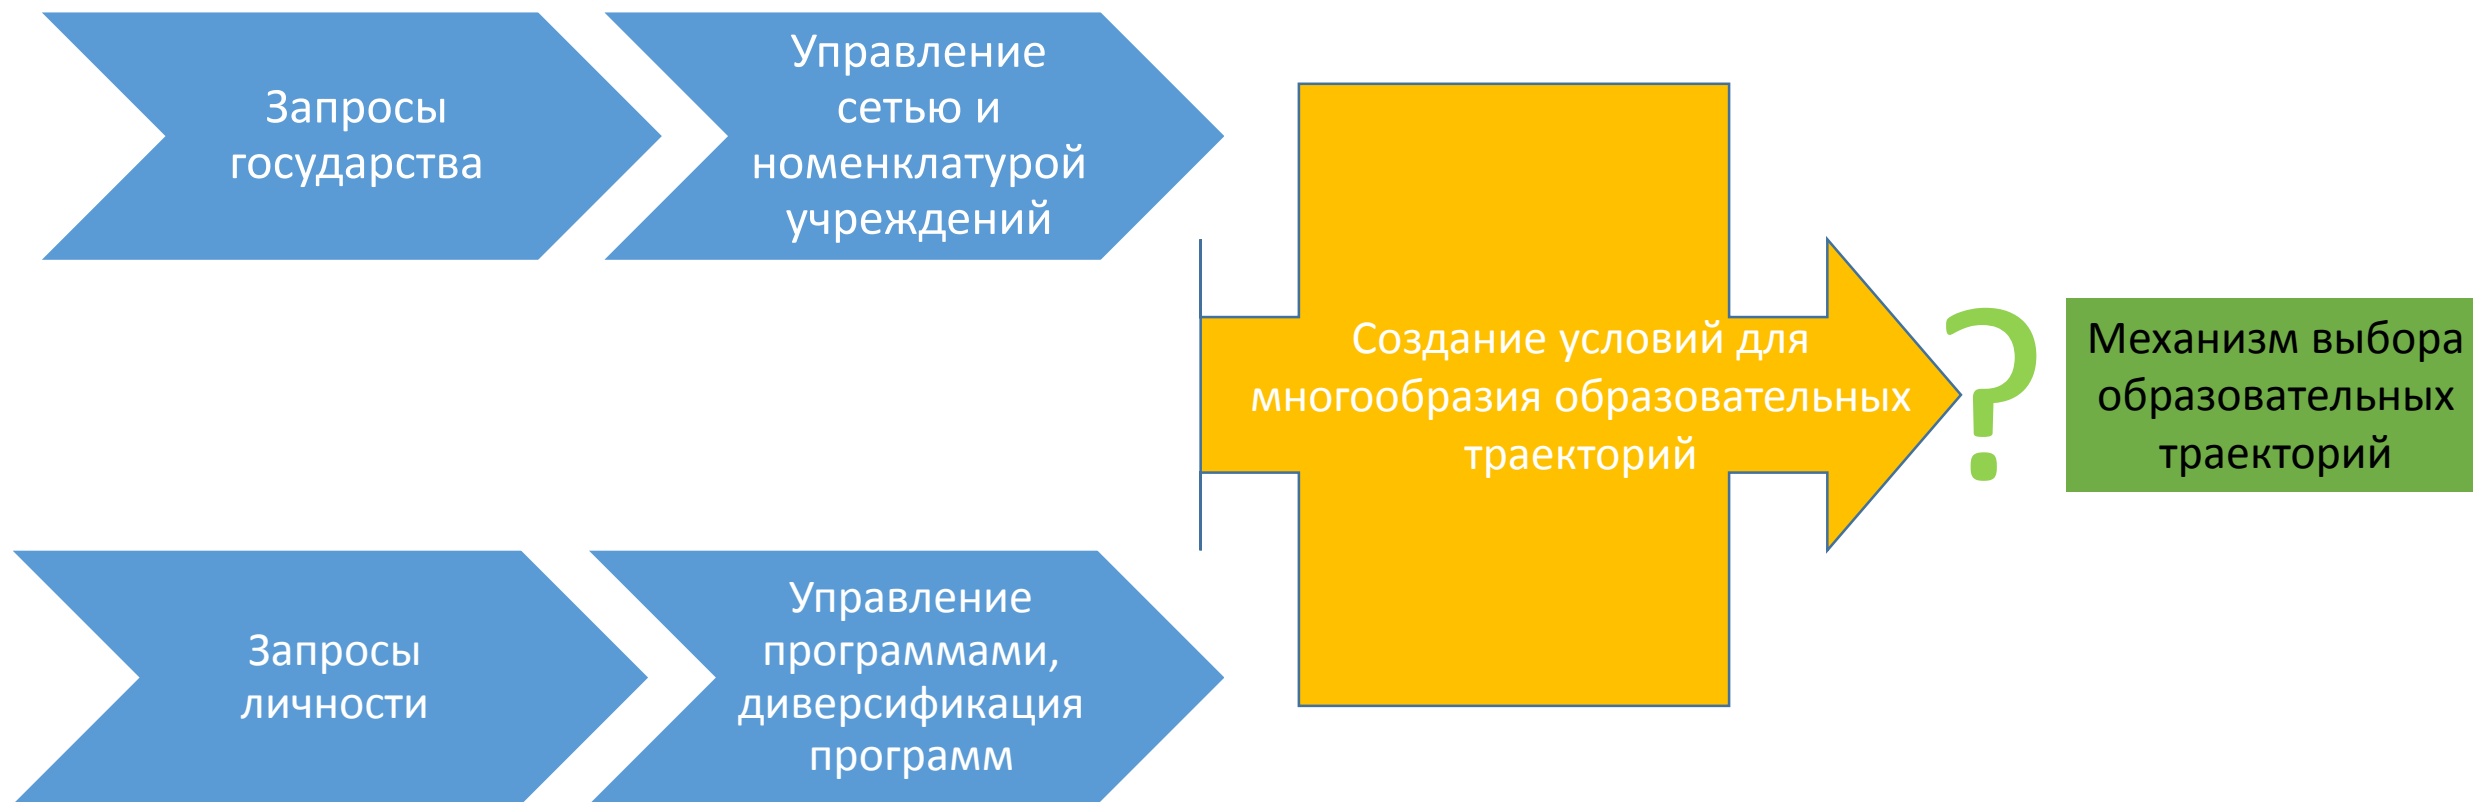 Запросы
государства
Управление
сетью и
номенклатурой
учреждений
Создание условий для
многообразия образовательных
траекторий
?
Механизм выбора
образовательных
траекторий
Запросы
личности
Управление
программами,
диверсификация
программ